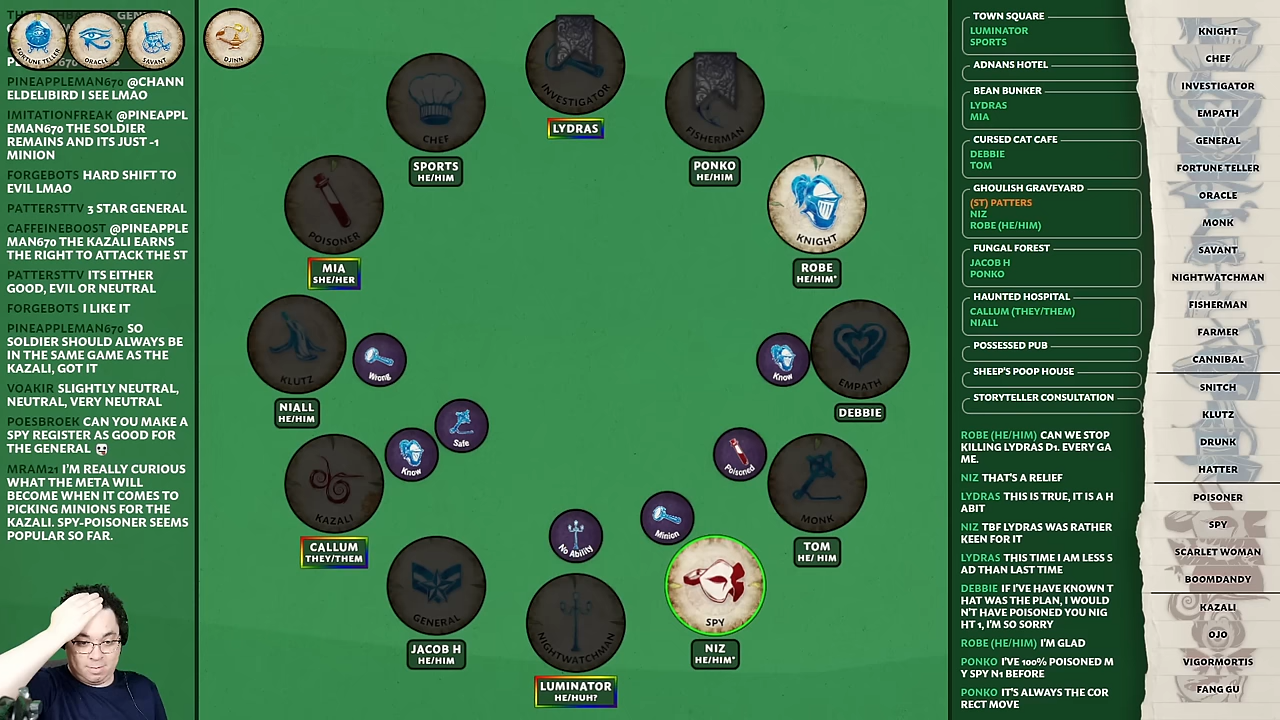 FORTUNE TELLER
ORACLE
SAVANT
DJINN
PINEAPPLEMAN670 @CHANN
ELDELIBIRD I SEE LMAO
IMITATIONFREAK @PINEAPPL
EMAN670 THE SOLDIER
REMAINS AND ITS JUST -1
MINION
FORGEBOTS HARD SHIFT TO
EVIL LMAO
PATTERSTTV 3 STAR GENERAL
CAFFEINEBOOST @PINEAPPLE
MAN670 THE KAZALI EARNS
THE RIGHT TO ATTACK THE ST
PATTERSTTV ITS EITHER
GOOD, EVIL OR NEUTRAL
FORGEBOTS I LIKE IT
PINEAPPLEMAN670 SO
SOLDIER SHOULD ALWAYS BE
IN THE SAME GAME AS THE
KAZALI, GOT IT
VOAKIR SLIGHTLY NEUTRAL,
NEUTRAL, VERY NEUTRAL
POESBROEK CAN YOU MAKE A
SPY REGISTER AS GOOD FOR
THE GENERAL
MRAM21 I'M REALLY CURIOUS
WHAT THE META WILL
BECOME WHEN IT COMES TO
PICKING MINIONS FOR THE
KAZALI. SPY-POISONER SEEMS
POPULAR SO FAR.
INVESTIGATOR
LYDRAS
FISHERMAN
PONKO
HE/HIM
KNIGHT
ROBE
HE/HIM*
EMPATH
DEBBIE
Know
MONK
TOM
HE/ HIM
Poisoned
SPY
NIZ
HE/HIM*
Minion
NIGHTWATCHMAN
LUMINATOR
HE/HUH?
No Ability
GENERAL
JACOB H
HE/HIM
KAZALI
CALLUM
THEY/THEM
Know
Safe
KLUTZ
NIALL
HE/HIM
Wrong
POISONER
MIA
SHE/HER
CHEF
SPORTS
HE/HIM
TOWN SQUARE
LUMINATOR
SPORTS
ADNANS HOTEL
BEAN BUNKER
LYDRAS
MIA
CURSED CAT CAFE
DEBBIE
TOM
GHOULISH GRAVEYARD
(ST) PATTERS
NIZ
ROBE (HE/HIM)
FUNGAL FOREST
JACOB H
PONKO
HAUNTED HOSPITAL
CALLUM (THEY/THEM)
NIALL
POSSESSED PUB
SHEEP'S POOP HOUSE
STORYTELLER CONSULTATION
ROBE (HE/HIM) CAN WE STOP
KILLING LYDRAS D1. EVERY GA
ME.
NIZ THAT'S A RELIEF
LYDRAS THIS IS TRUE, IT IS A H
ABIT
NIZ TBF LYDRAS WAS RATHER
KEEN FOR IT
LYDRAS THIS TIME I AM LESS S
AD THAN LAST TIME
DEBBIE IF I'VE HAVE KNOWN T
HAT WAS THE PLAN, I WOULD
N'T HAVE POISONED YOU NIG
HT 1, I'M SO SORRY
ROBE (HE/HIM) I'M GLAD
PONKO I'VE 100% POISONED M
Y SPY N1 BEFORE
PONKO IT'S ALWAYS THE COR
RECT MOVE
KNIGHT
CHEF
INVESTIGATOR
EMPATH
GENERAL
FORTUNE TELLER
ORACLE
MONK
SAVANT
NIGHTWATCHMAN
FISHERMAN
FARMER
CANNIBAL
SNITCH
KLUTZ
DRUNK
HATTER
POISONER
SPY
SCARLET WOMAN
BOOMDANDY
KAZALI
OJO
VIGORMORTIS
FANG GU